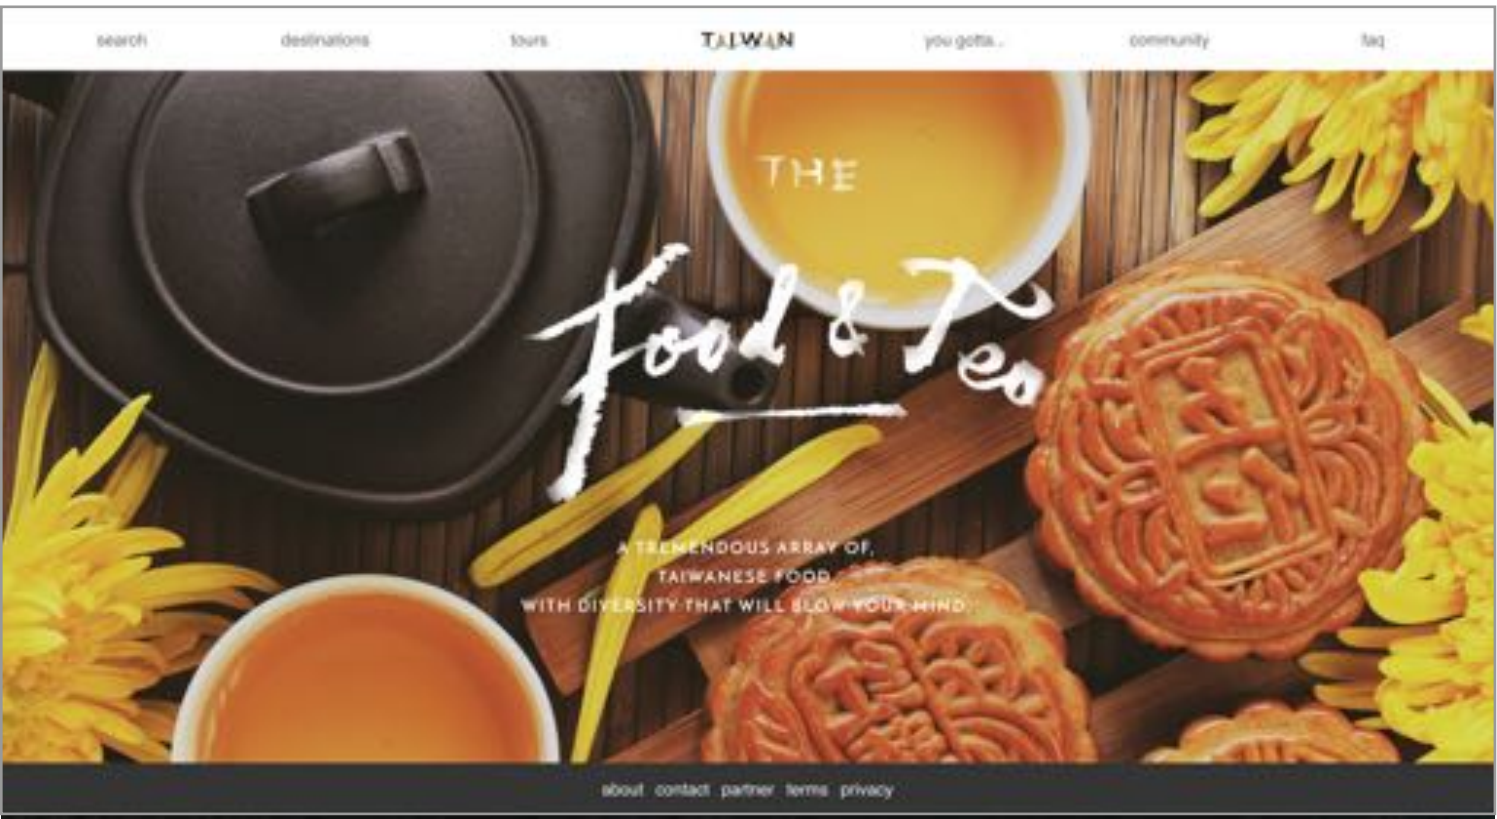 search destinations tours TAIWAN you gotta... community faq
THE
Food & Tea
A TREMENDOUS ARRAY OF,
TAIWANESE FOOD,
WITH DIVERSITY THAT WILL BLOW YOUR MIND.
about contact partner terms privacy